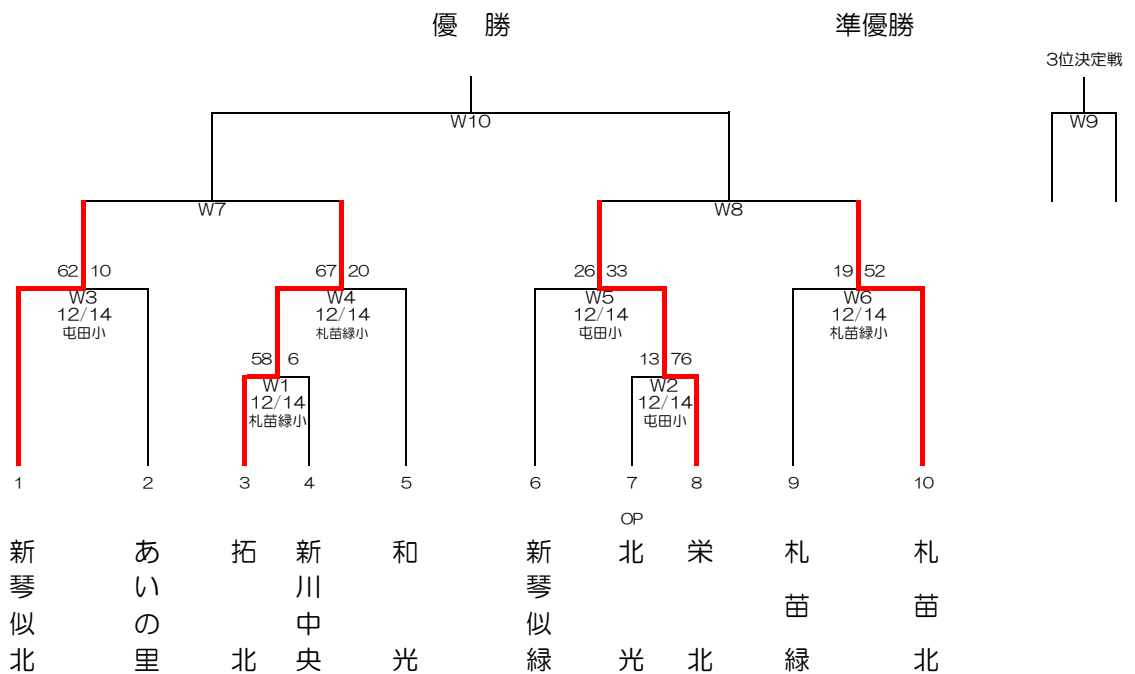 優　勝
準優勝
3位決定戦
W10
W9
W7
W8
62 10
67 20
26 33
19 52
W3
12/14
屯田小
W4
12/14
札苗緑小
W5
12/14
屯田小
W6
12/14
札苗緑小
58 6
13 76
W1
12/14
札苗緑小
W2
12/14
屯田小
1 2 3 4 5 6 7 8 9 10
OP
新琴似北
あいの里
拓北
新川中央
和光
新琴似緑
北光
栄北
札苗緑
札苗北